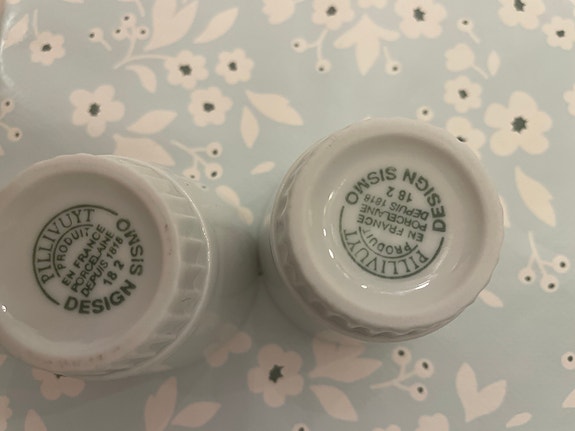 PILLIVUYT
PRODUIT
EN FRANCE
PORCELAINE
DEPUIS 1818
18 2
DESIGN SISMO
PILLIVUYT
PRODUIT
EN FRANCE
PORCELAINE
DEPUIS 1818
18 2
DESIGN SISMO